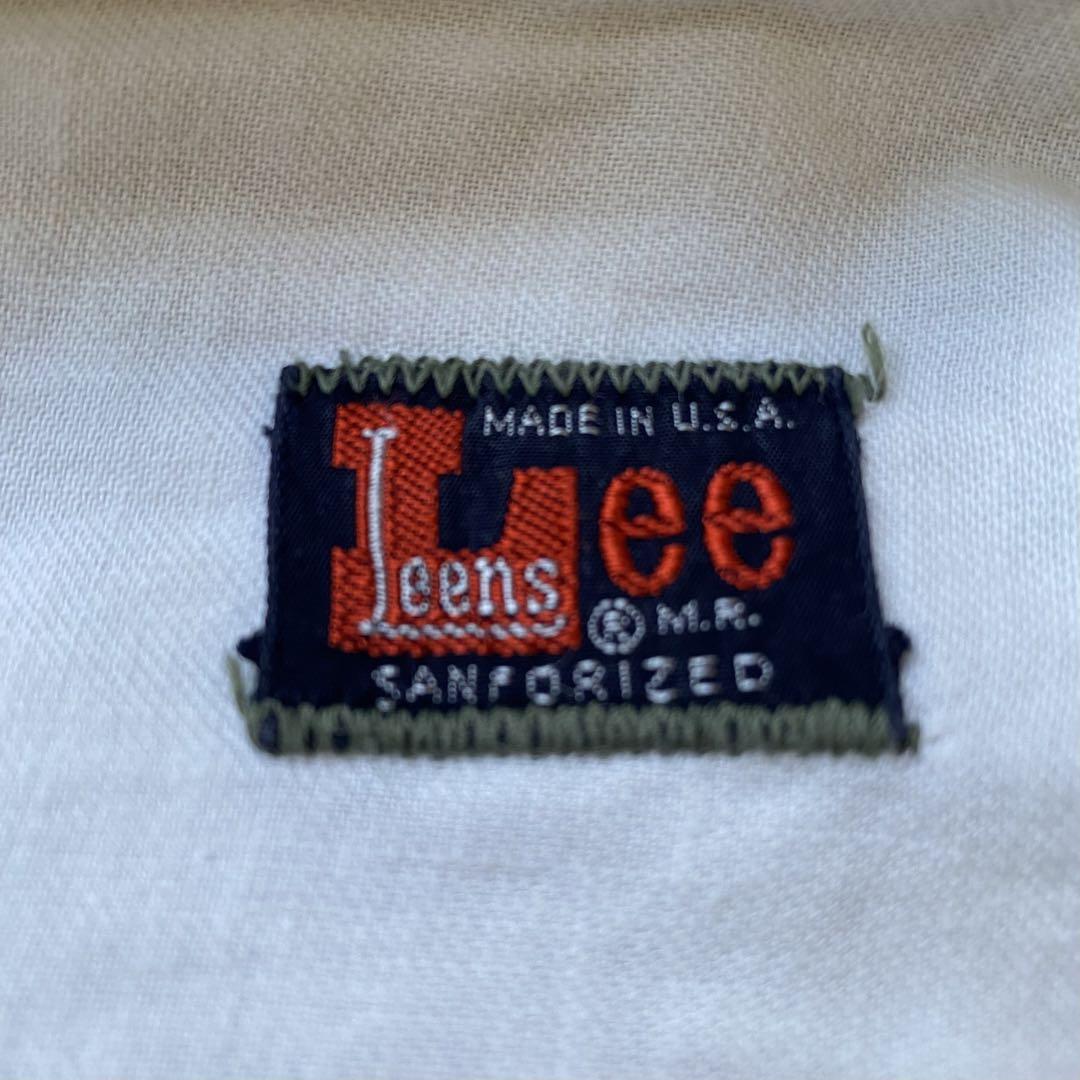 MADE IN U.S.A.
Lee
Leens
® M.R.
SANFORIZED